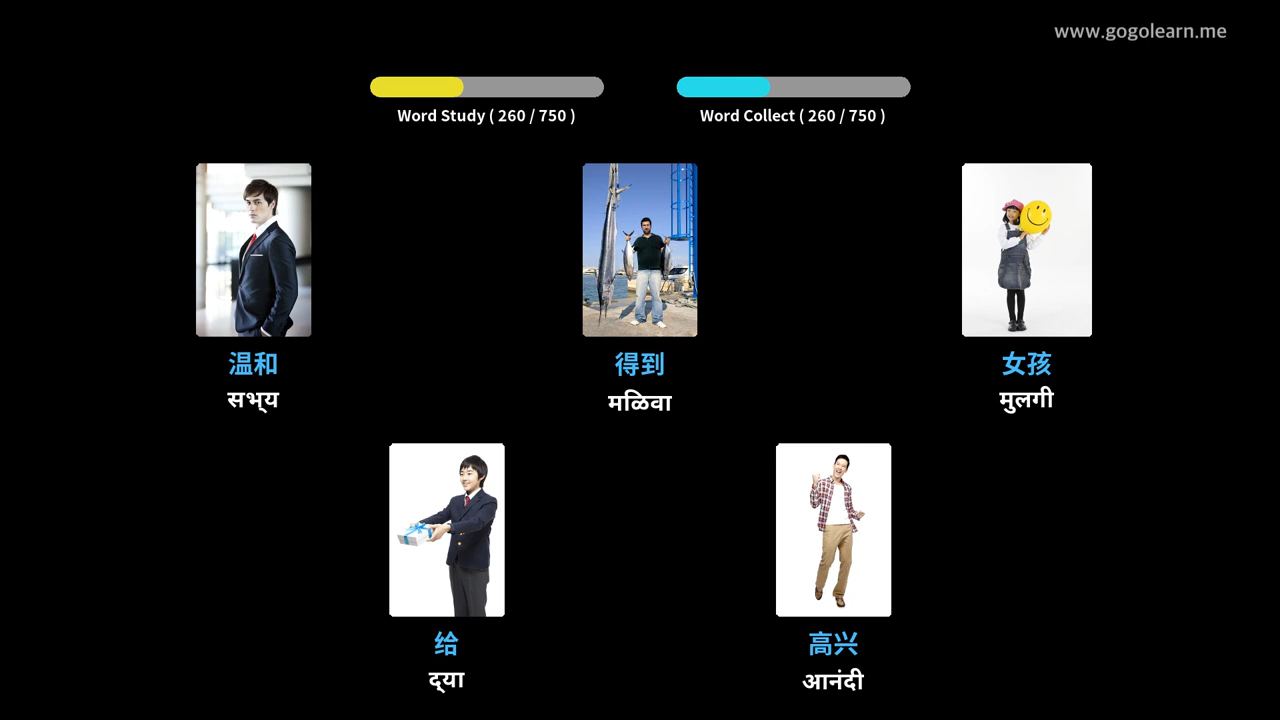 www.gogolearn.me
Word Study ( 260 / 750 )
Word Collect ( 260 / 750 )
温和
सभ्य
得到
मळिवा
女孩
मुलगी
给
द्या
高兴
आनंदी